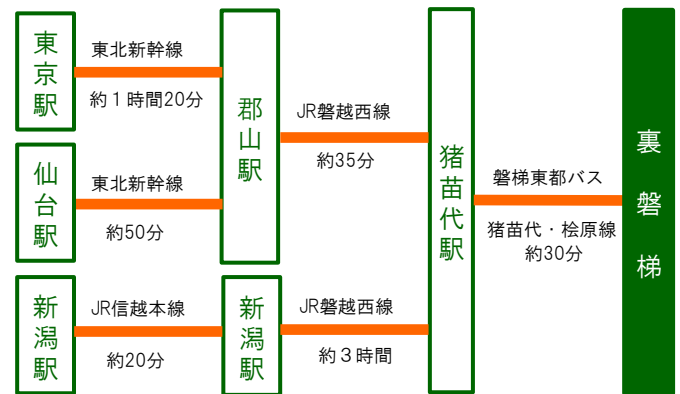 東京駅
東北新幹線
約１時間20分
仙台駅
東北新幹線
約50分
新潟駅
JR信越本線
約20分
郡山駅
新潟駅
JR磐越西線
約35分
JR磐越西線
約３時間
猪苗代駅
磐梯東都バス
猪苗代・桧原線
約30分
裏磐梯